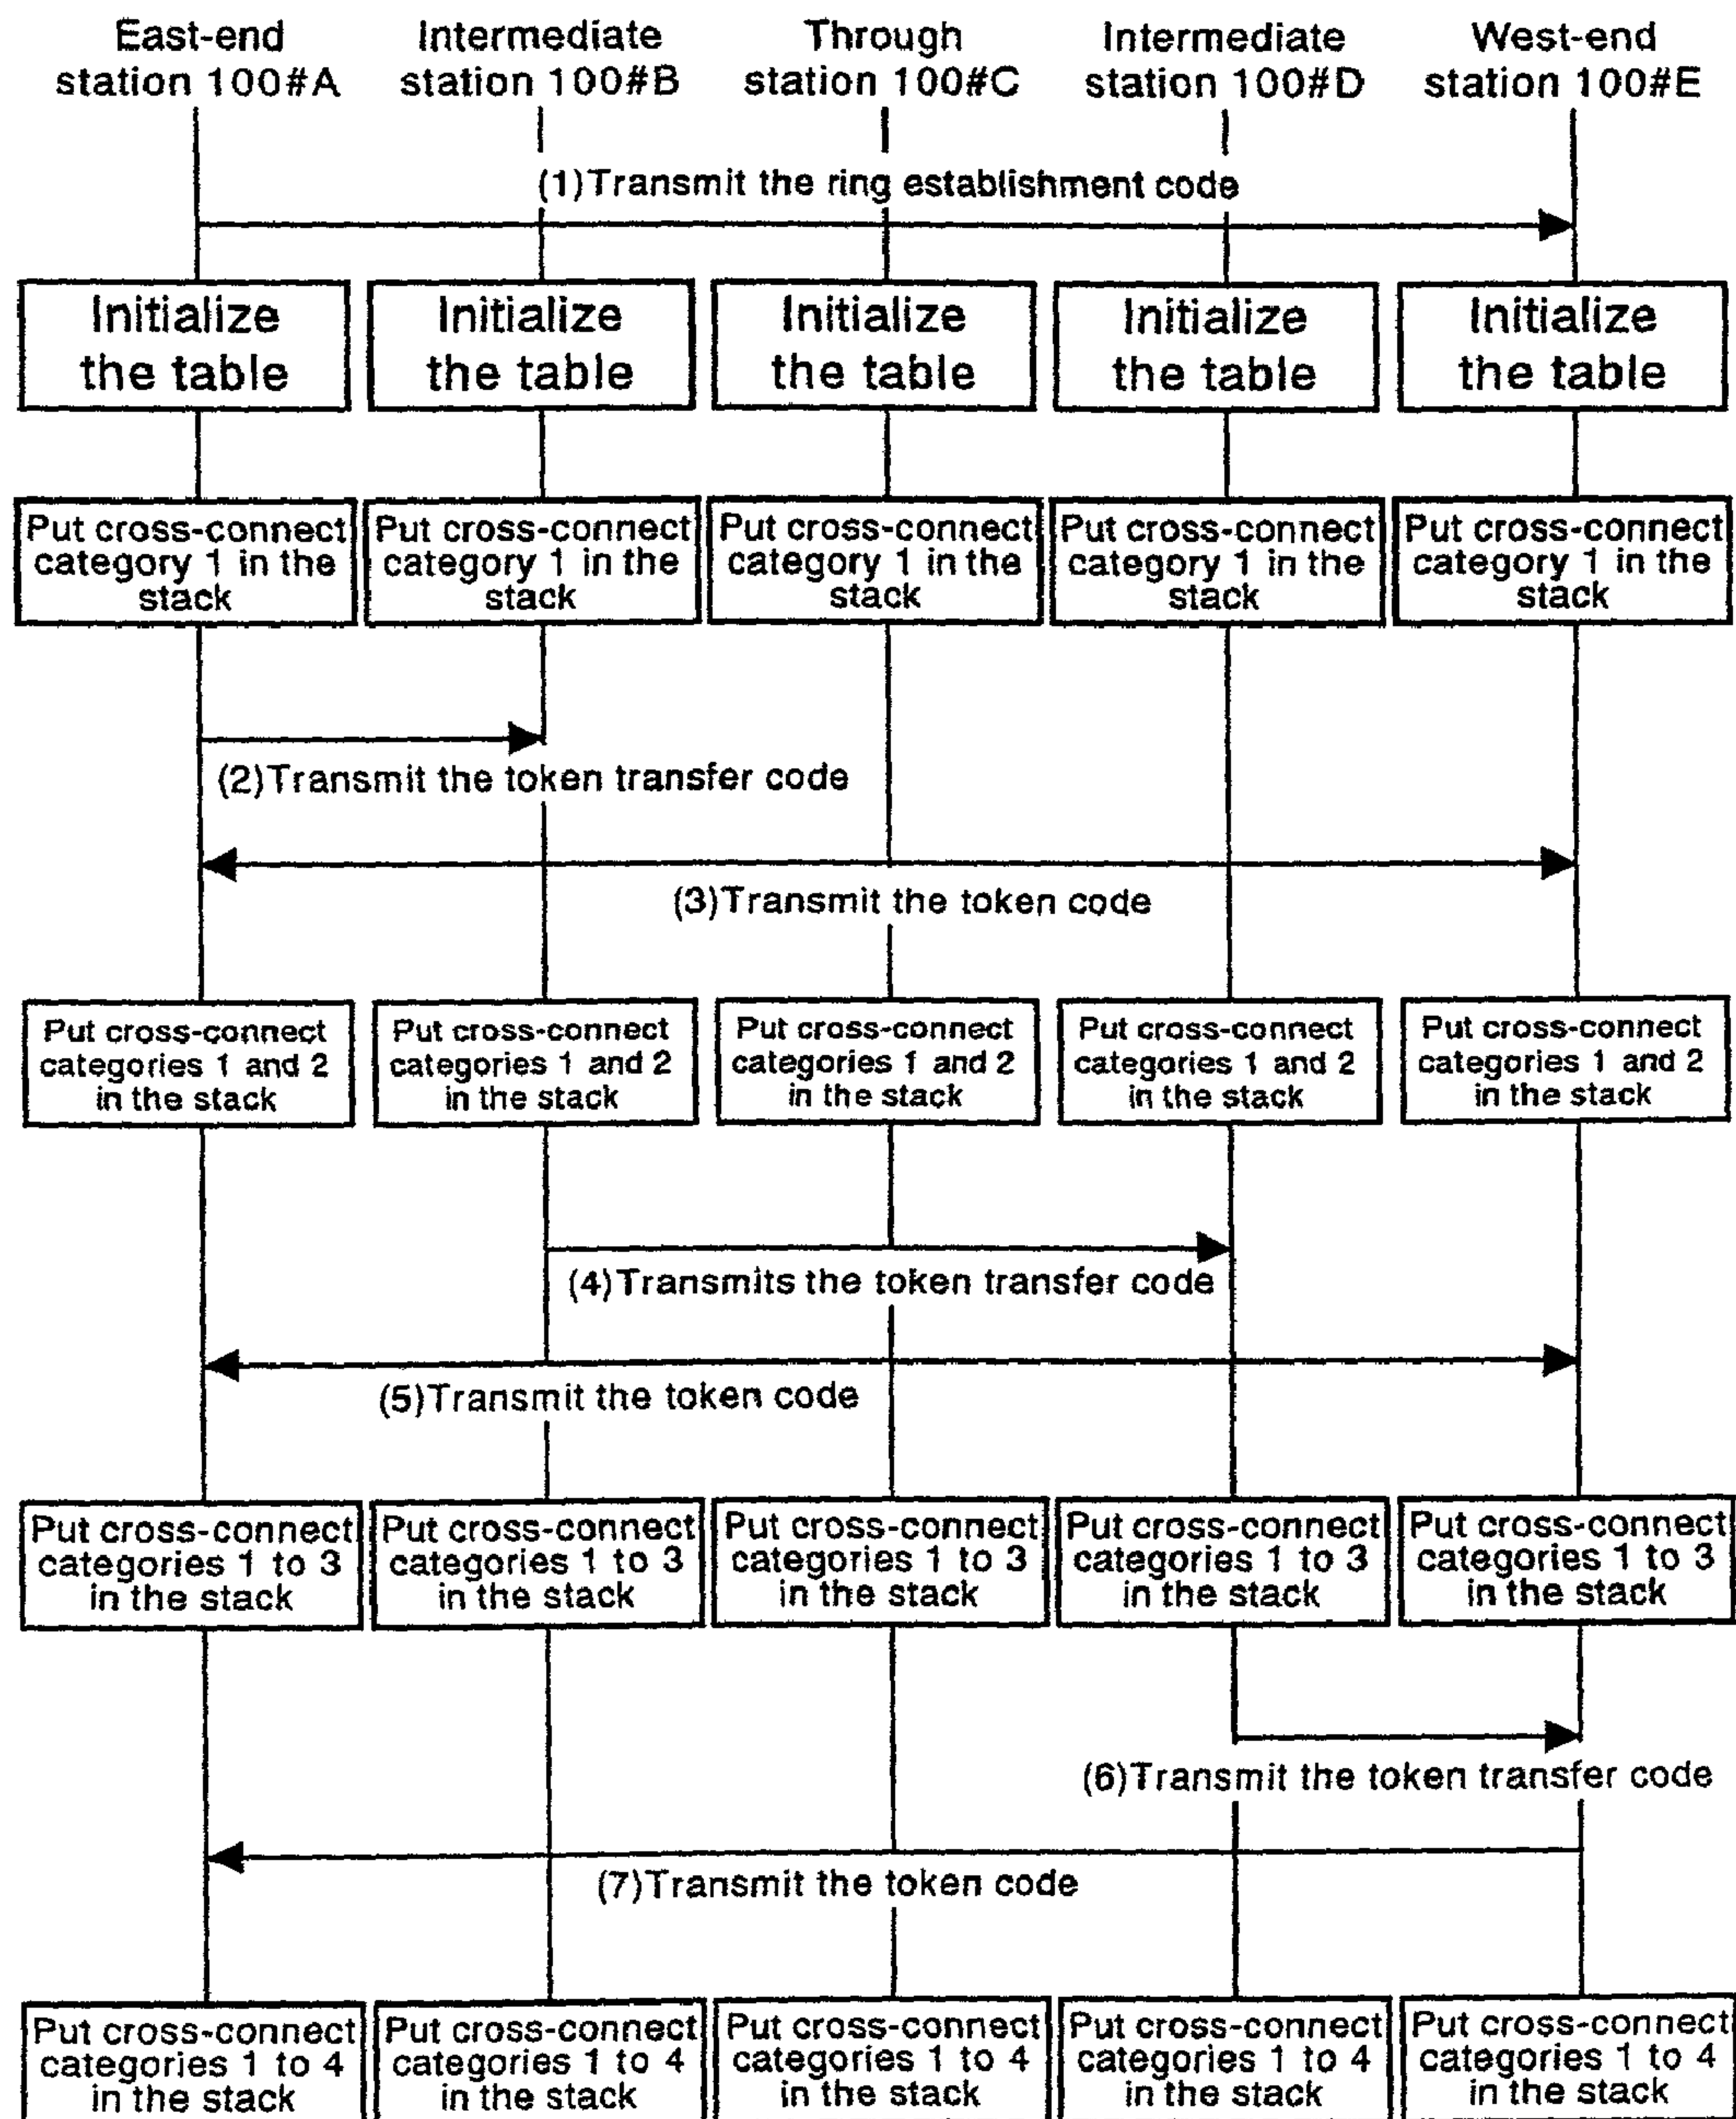 East-end
station 100#A
Intermediate
station 100#B
Through
station 100#C
Intermediate
station 100#D
West-end
station 100#E
(1)Transmit the ring establishment code
Initialize
the table
Initialize
the table
Initialize
the table
Initialize
the table
Initialize
the table
Put cross-connect
category 1 in the
stack
Put cross-connect
category 1 in the
stack
Put cross-connect
category 1 in the
stack
Put cross-connect
category 1 in the
stack
Put cross-connect
category 1 in the
stack
(2)Transmit the token transfer code
(3)Transmit the token code
Put cross-connect
categories 1 and 2
in the stack
Put cross-connect
categories 1 and 2
in the stack
Put cross-connect
categories 1 and 2
in the stack
Put cross-connect
categories 1 and 2
in the stack
Put cross-connect
categories 1 and 2
in the stack
(4)Transmits the token transfer code
(5)Transmit the token code
Put cross-connect
categories 1 to 3
in the stack
Put cross-connect
categories 1 to 3
in the stack
Put cross-connect
categories 1 to 3
in the stack
Put cross-connect
categories 1 to 3
in the stack
Put cross-connect
categories 1 to 3
in the stack
(6)Transmit the token transfer code
(7)Transmit the token code
Put cross-connect
categories 1 to 4
in the stack
Put cross-connect
categories 1 to 4
in the stack
Put cross-connect
categories 1 to 4
in the stack
Put cross-connect
categories 1 to 4
in the stack
Put cross-connect
categories 1 to 4
in the stack